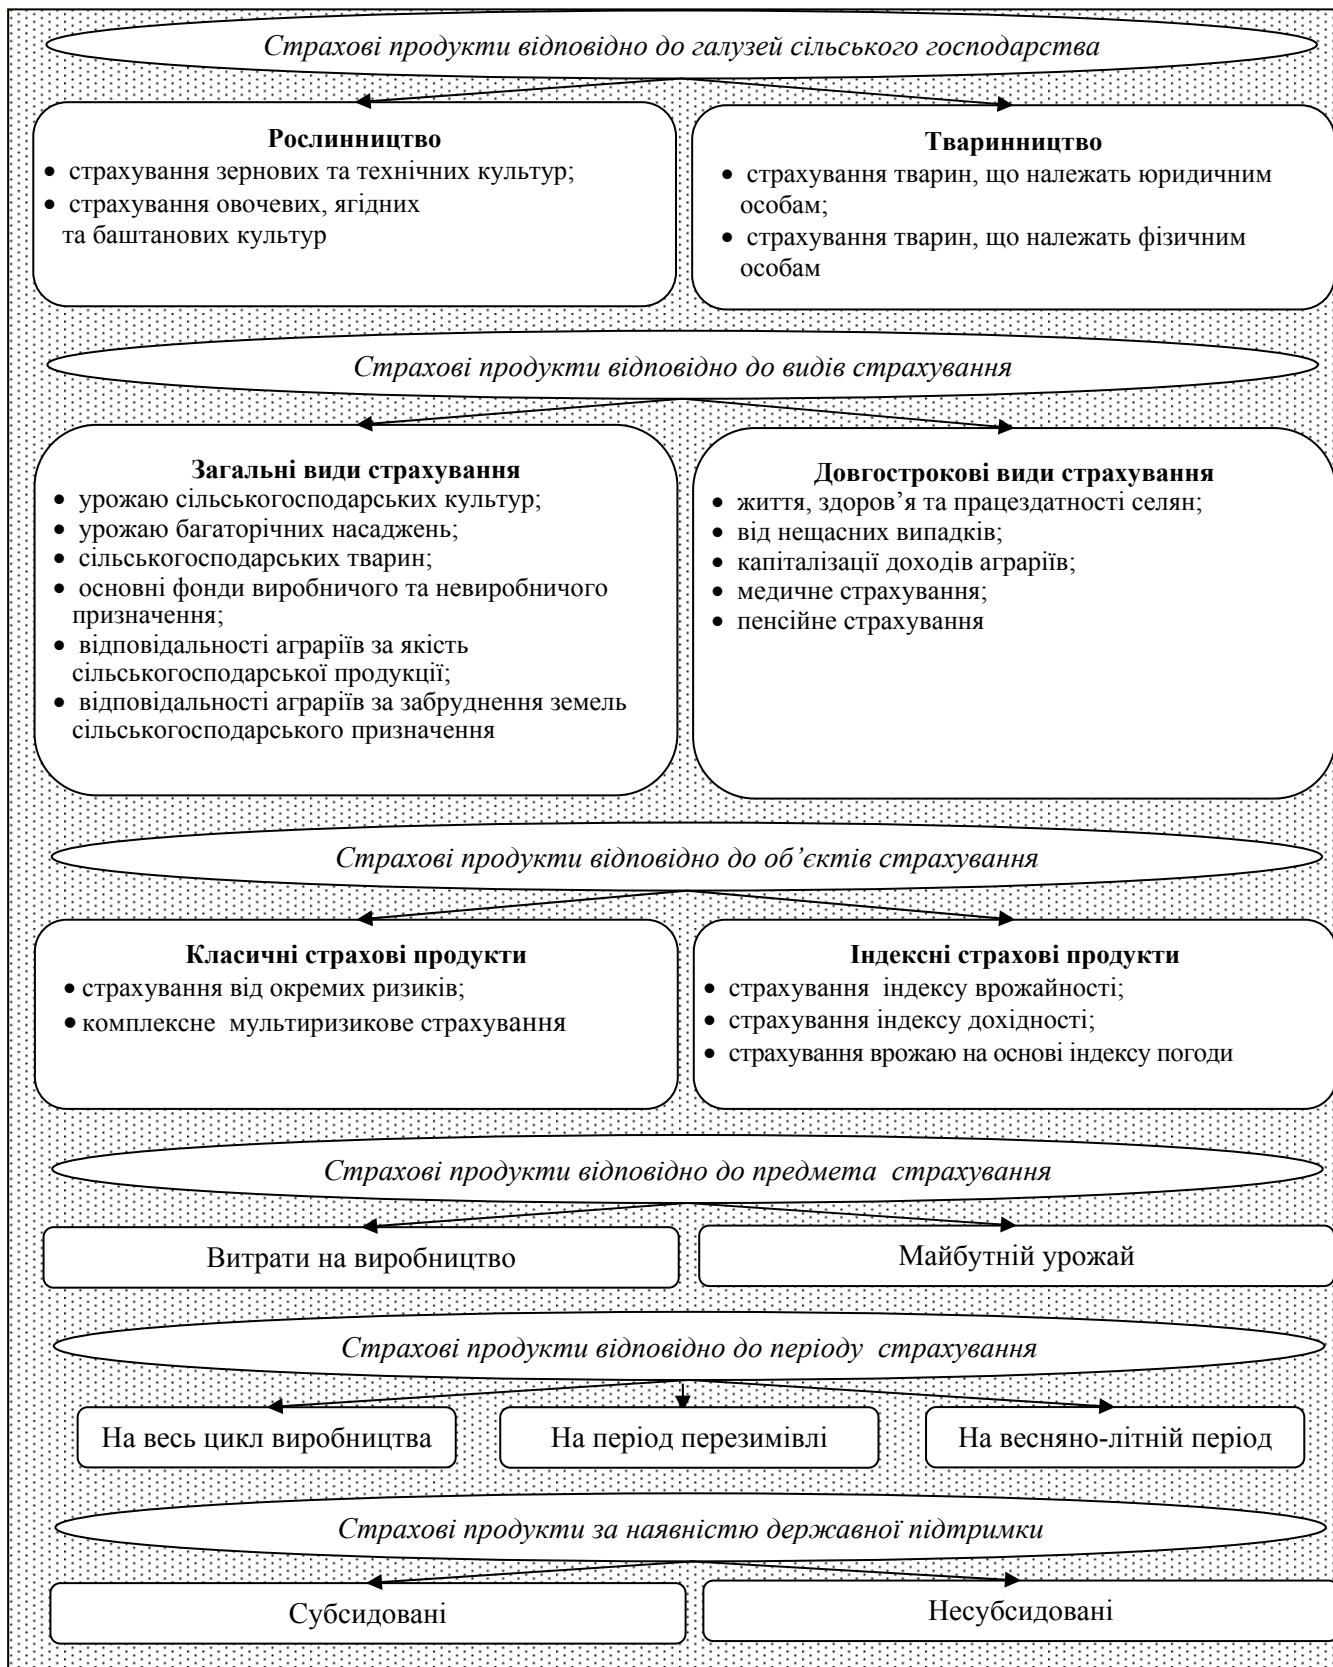 Страхові продукти відповідно до галузей сільського господарства
Рослинництво
• страхування зернових та технічних культур;
• страхування овочевих, ягідних
та баштанових культур
Тваринництво
• страхування тварин, що належать юридичним
особам;
• страхування тварин, що належать фізичним
особам
Страхові продукти відповідно до видів страхування
Загальні види страхування
• урожаю сільськогосподарських культур;
• урожаю багаторічних насаджень;
• сільськогосподарських тварин;
• основні фонди виробничого та невиробничого
призначення;
• відповідальності аграріїв за якість
сільськогосподарської продукції;
• відповідальності аграріїв за забруднення земель
сільськогосподарського призначення
Довгострокові види страхування
• життя, здоров’я та працездатності селян;
• від нещасних випадків;
• капіталізації доходів аграріїв;
• медичне страхування;
• пенсійне страхування
Страхові продукти відповідно до об’єктів страхування
Класичні страхові продукти
• страхування від окремих ризиків;
• комплексне мультиризикове страхування
Індексні страхові продукти
• страхування індексу врожайності;
• страхування індексу дохідності;
• страхування врожаю на основі індексу погоди
Страхові продукти відповідно до предмета страхування
Витрати на виробництво
Майбутній урожай
Страхові продукти відповідно до періоду страхування
На весь цикл виробництва
На період перезимівлі
На весняно-літній період
Страхові продукти за наявністю державної підтримки
Субсидовані
Несубсидовані